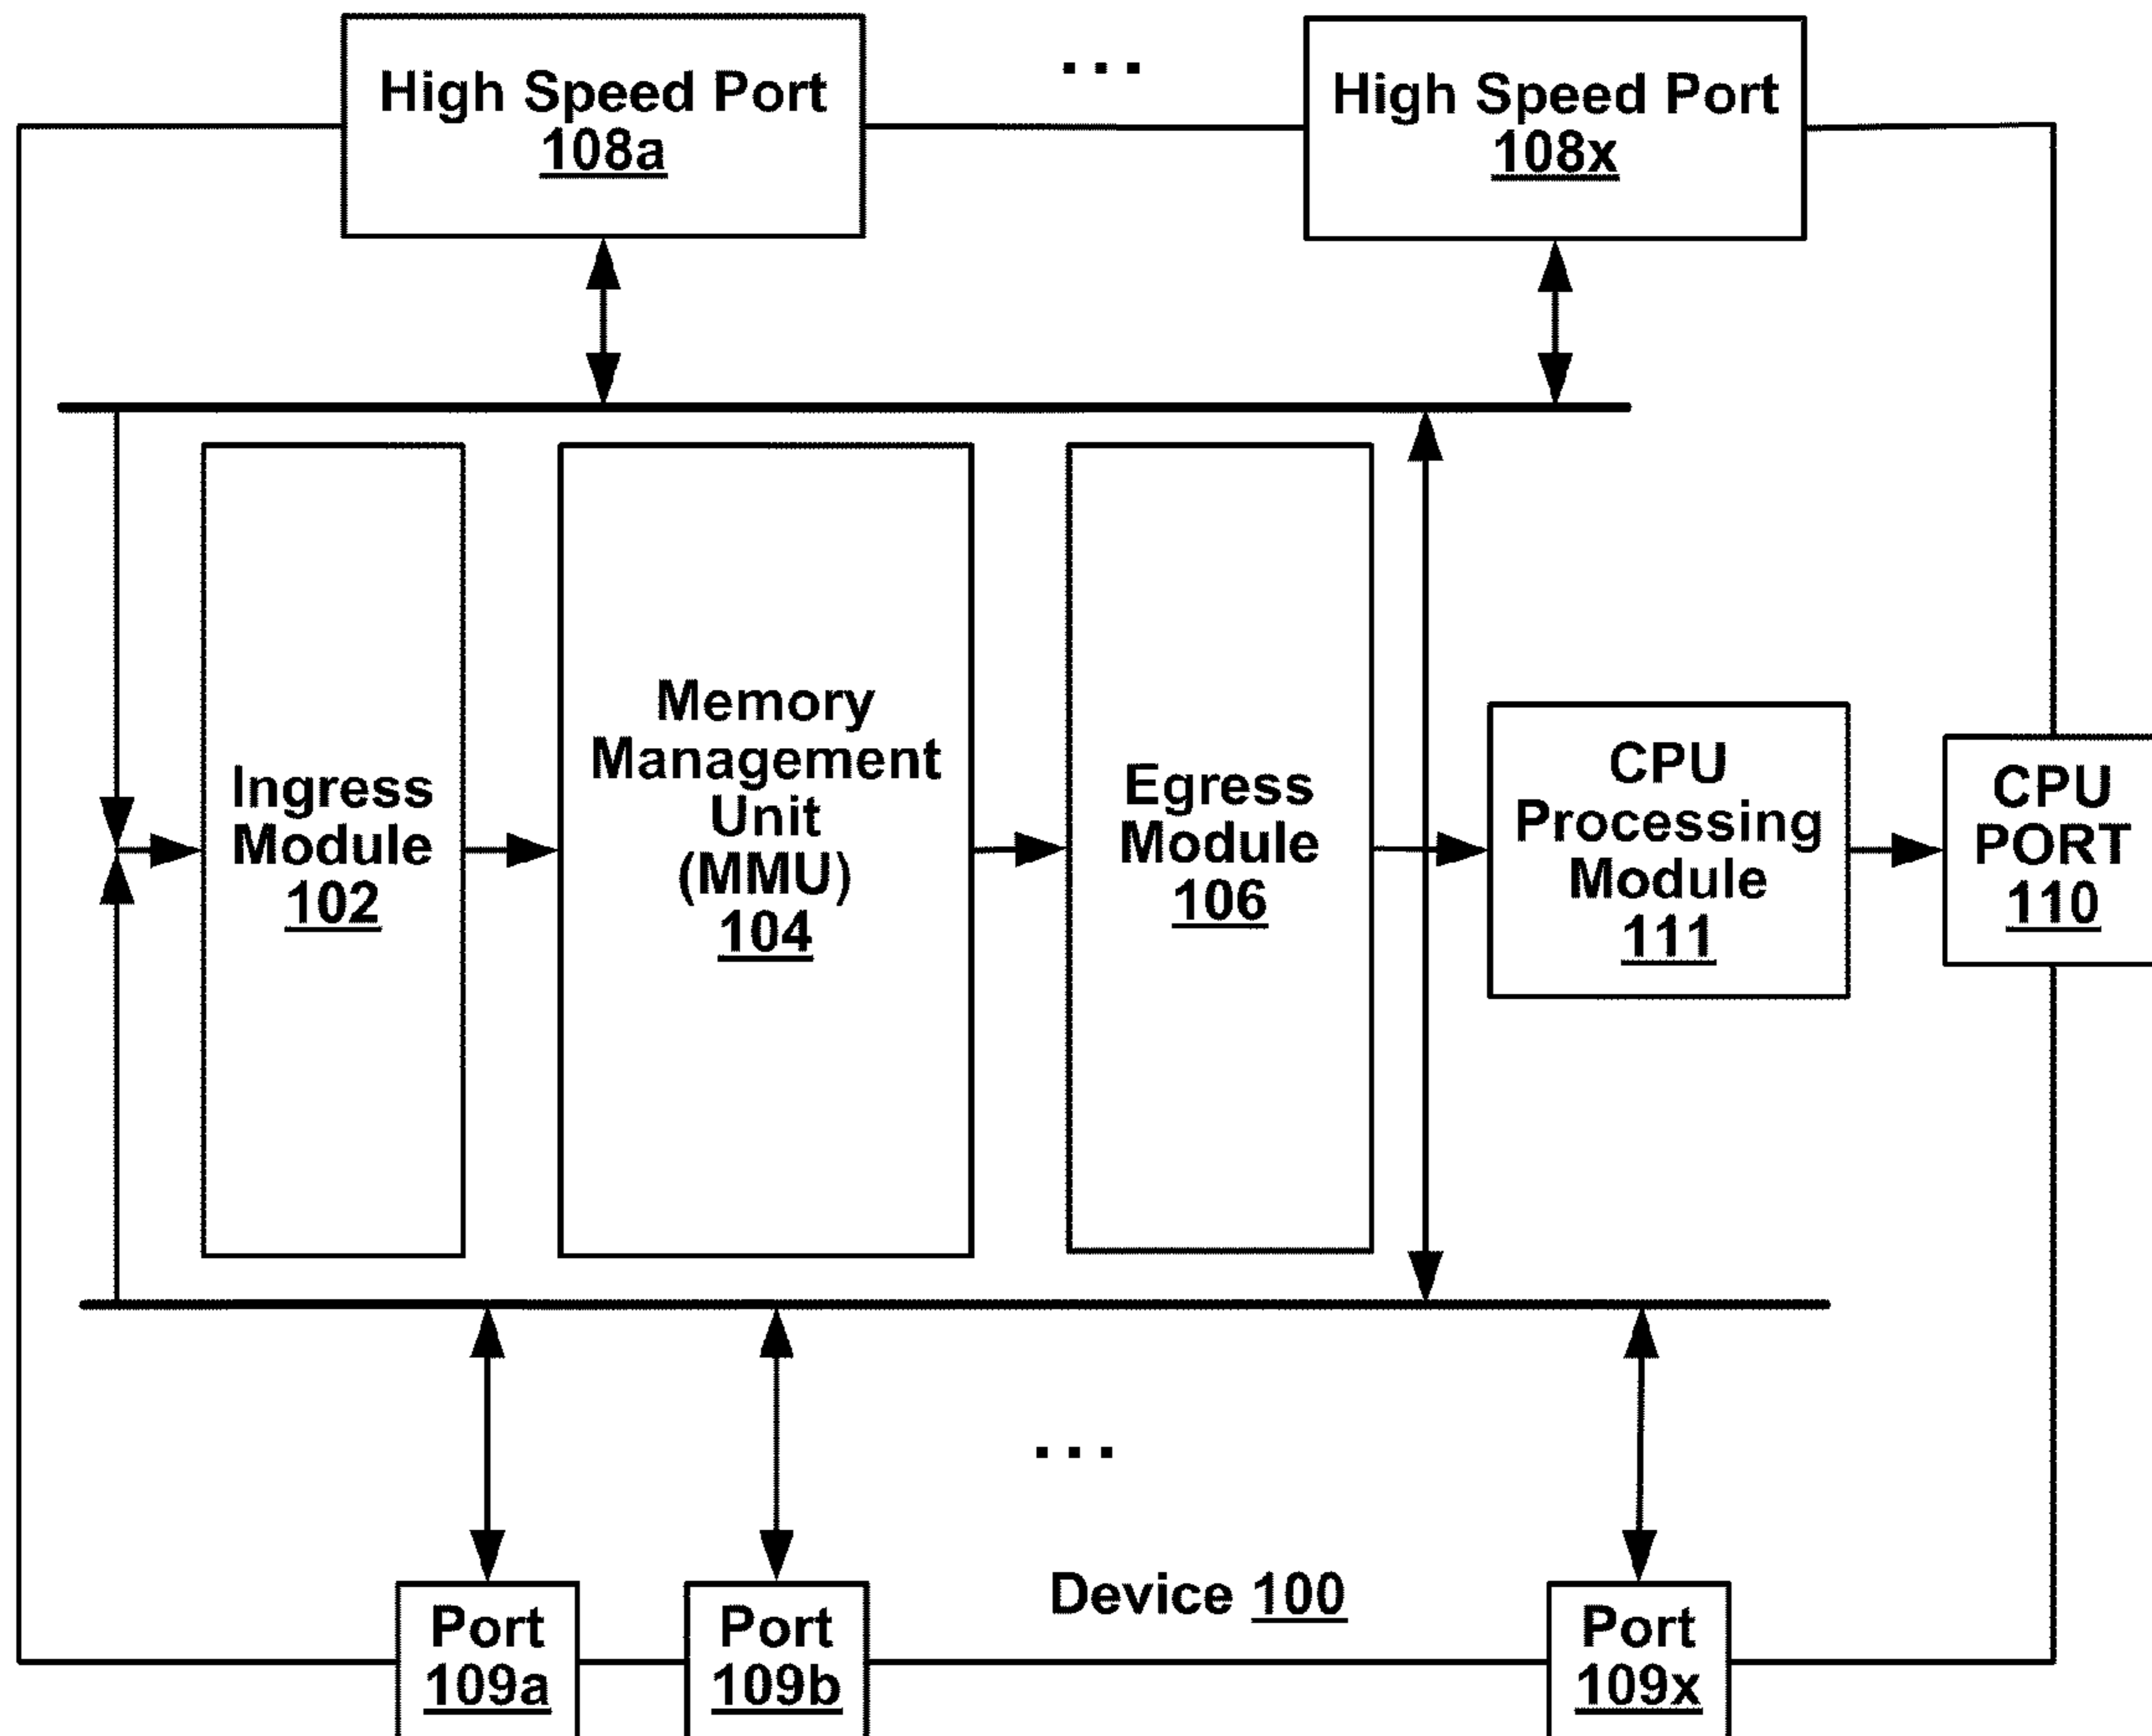 High Speed Port
108a
...
High Speed Port
108x
Ingress
Module
102
Memory
Management
Unit
(MMU)
104
Egress
Module
106
CPU
Processing
Module
111
CPU
PORT
110
...
Device 100
Port
109a
Port
109b
Port
109x